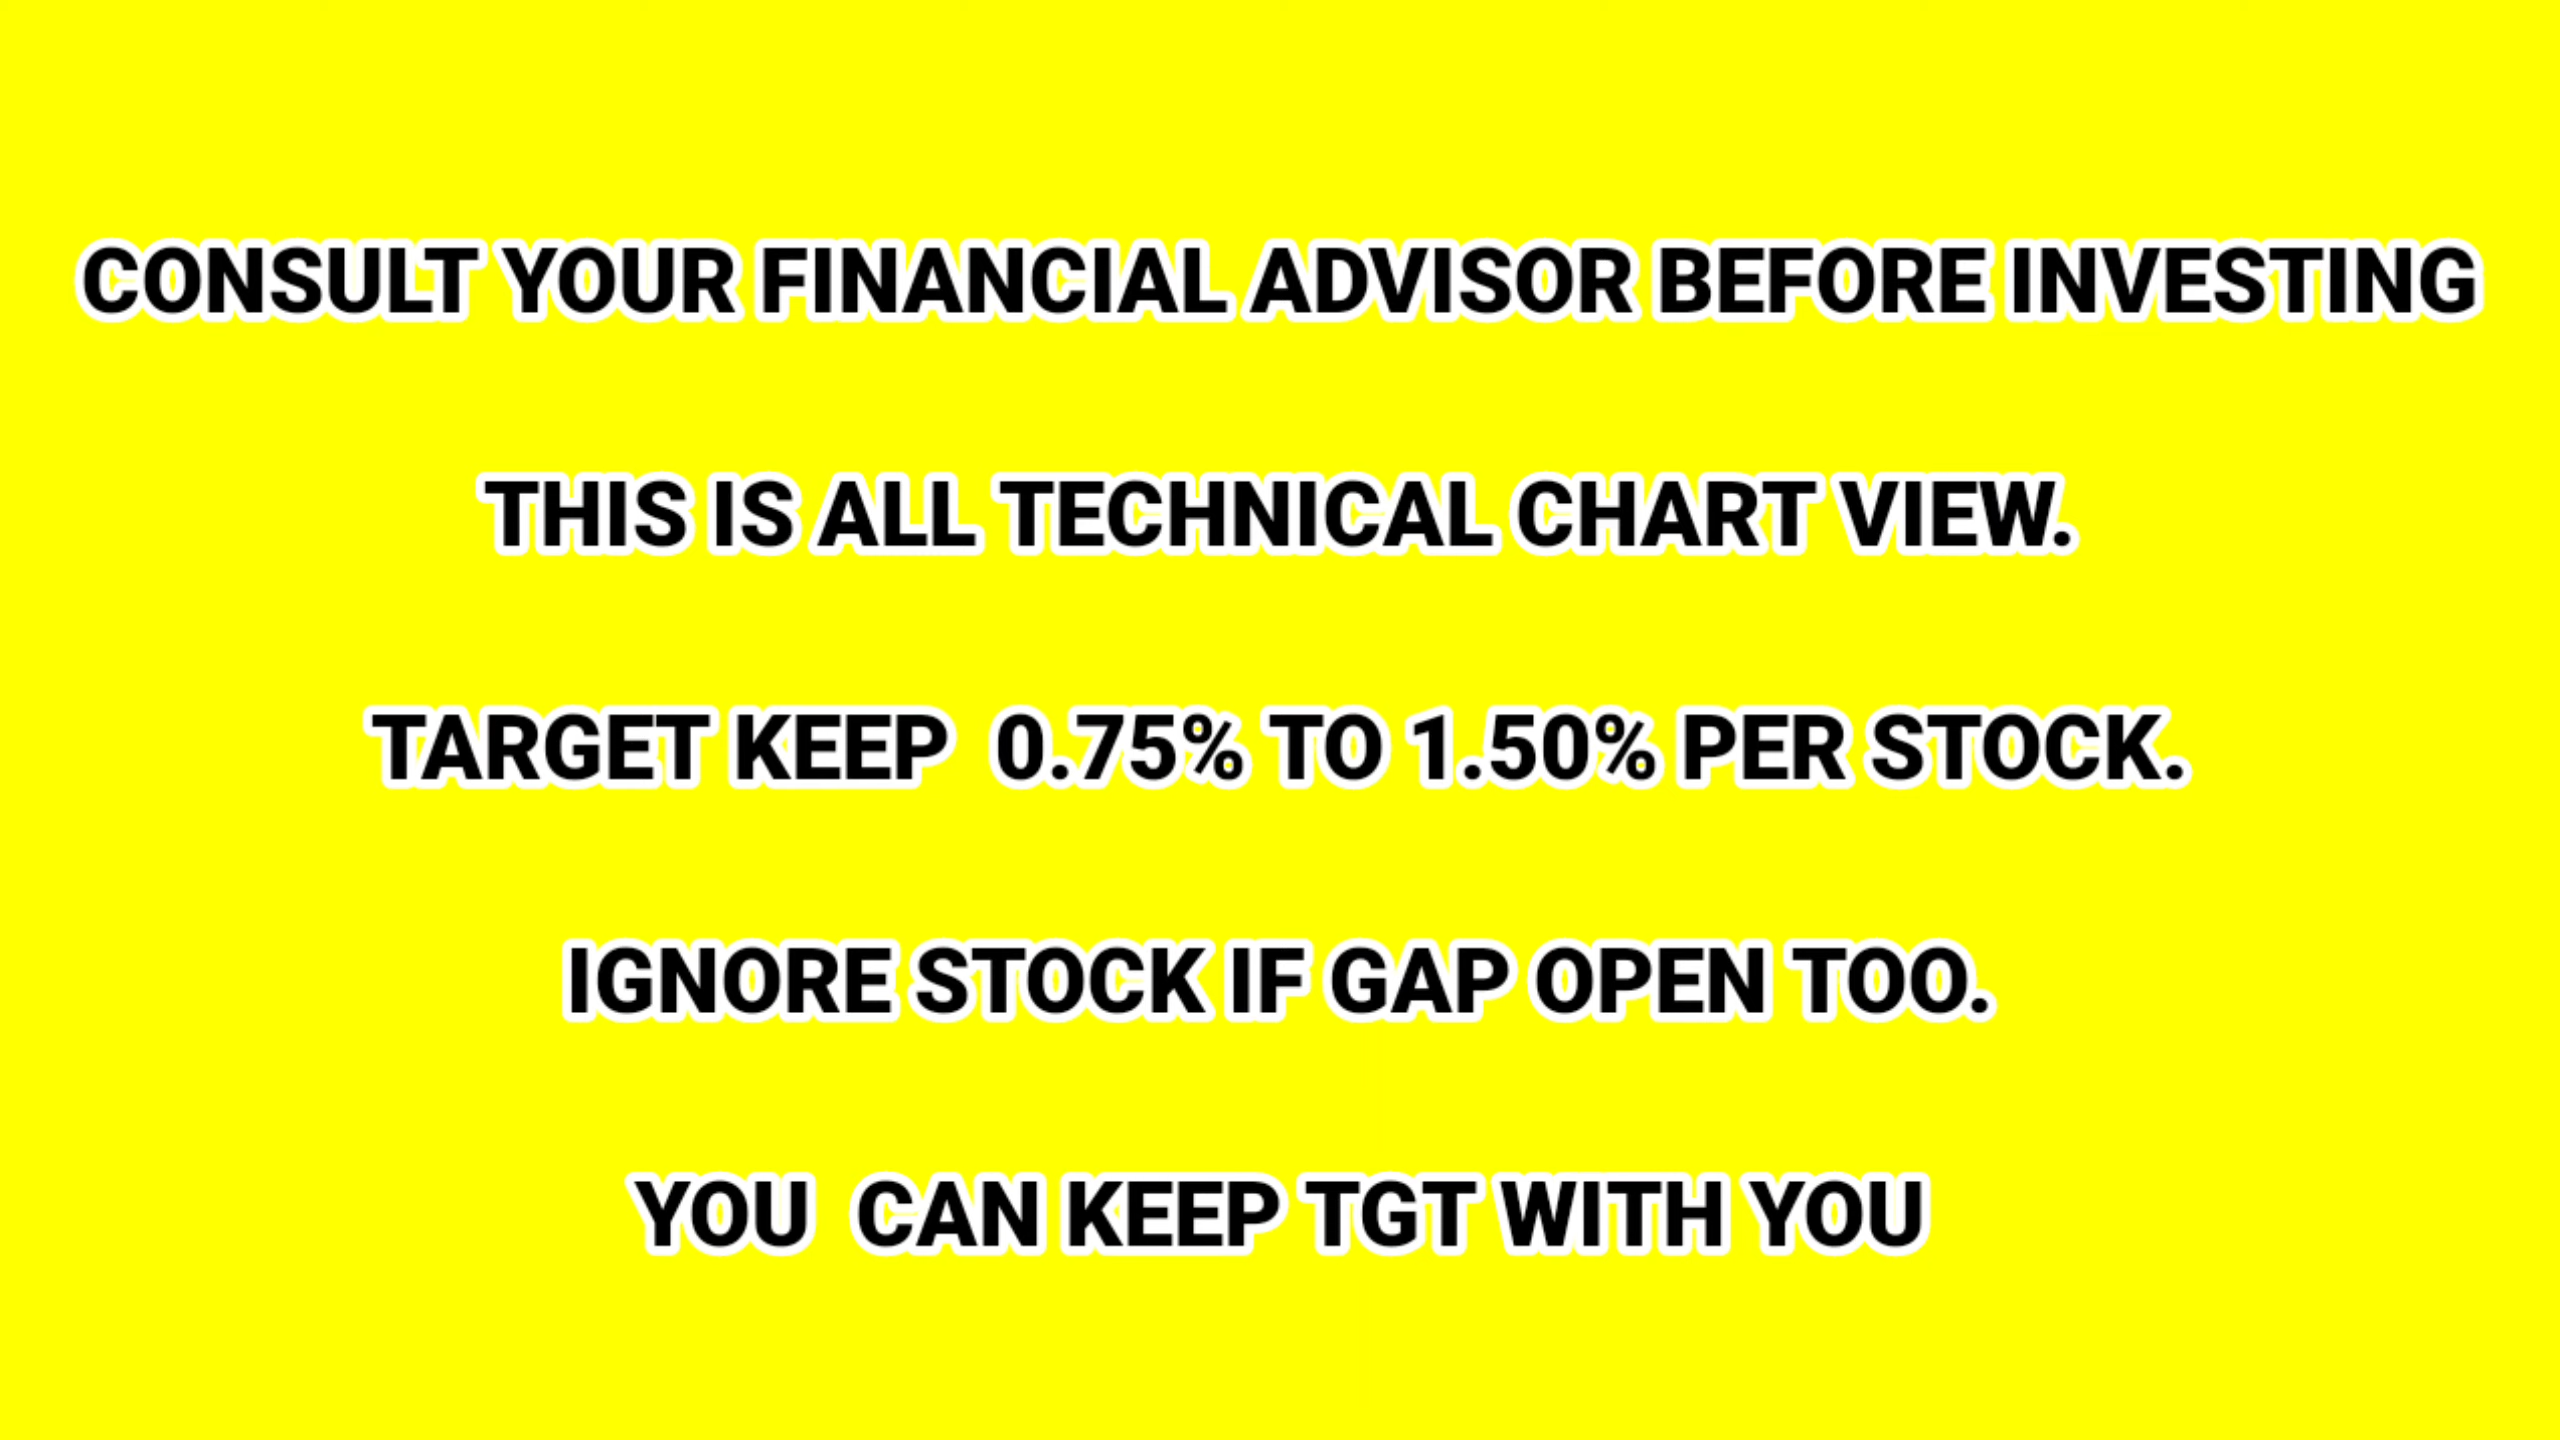 CONSULT YOUR FINANCIAL ADVISOR BEFORE INVESTING
THIS IS ALL TECHNICAL CHART VIEW.
TARGET KEEP  0.75% TO 1.50% PER STOCK.
IGNORE STOCK IF GAP OPEN TOO.
YOU  CAN KEEP TGT WITH YOU